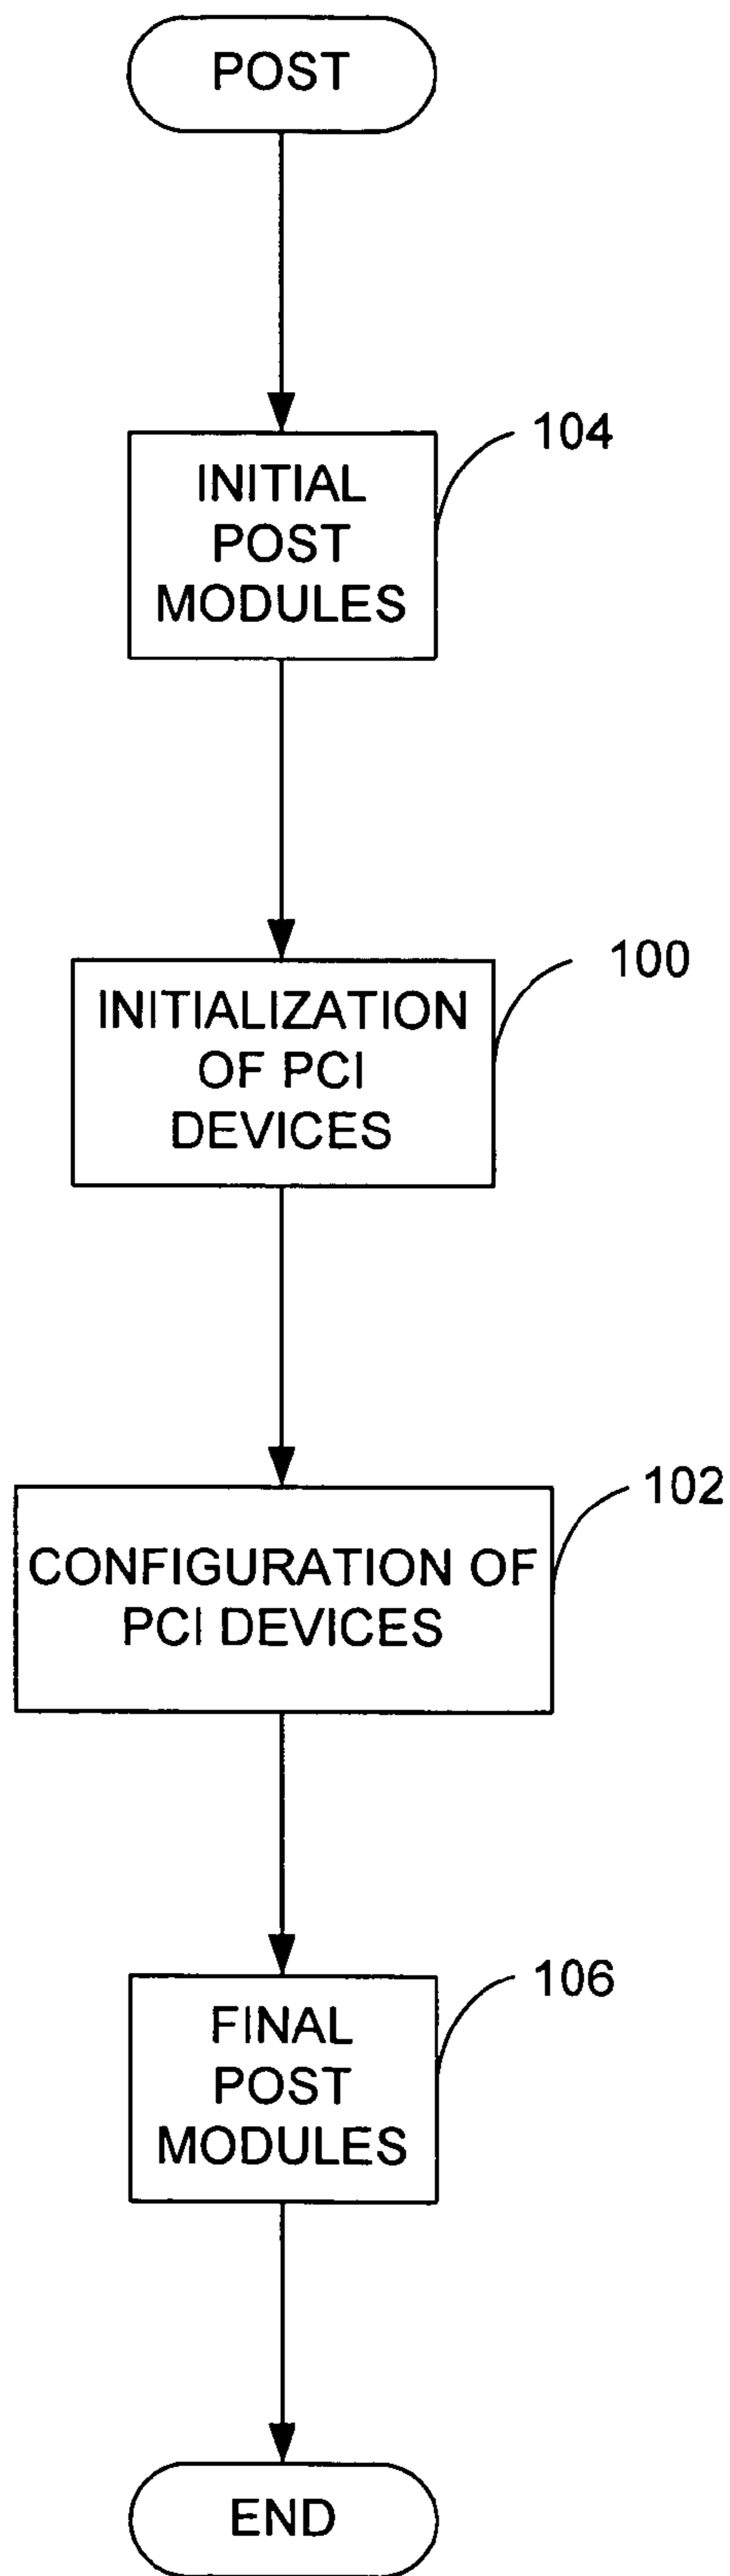 POST
104
INITIAL
POST
MODULES
100
INITIALIZATION
OF PCI
DEVICES
102
CONFIGURATION OF
PCI DEVICES
106
FINAL
POST
MODULES
END